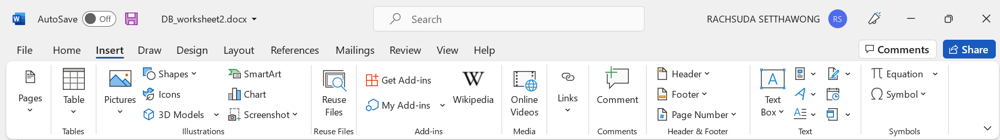 AutoSave Off DB_worksheet2.docx Search RACHSUDA SETTHAWONG RS
File Home Insert Draw Design Layout References Mailings Review View Help Comments Share
Pages
Table
Tables
Pictures
Shapes
Icons
3D Models
SmartArt
Chart
Screenshot
Illustrations
Reuse
Files
Reuse Files
Get Add-ins
My Add-ins
W
Wikipedia
Add-ins
Online
Videos
Media
Links
Comment
Comments
Header
Footer
Page Number
Header & Footer
A
Text
Box
Text
π Equation
Ω Symbol
Symbols